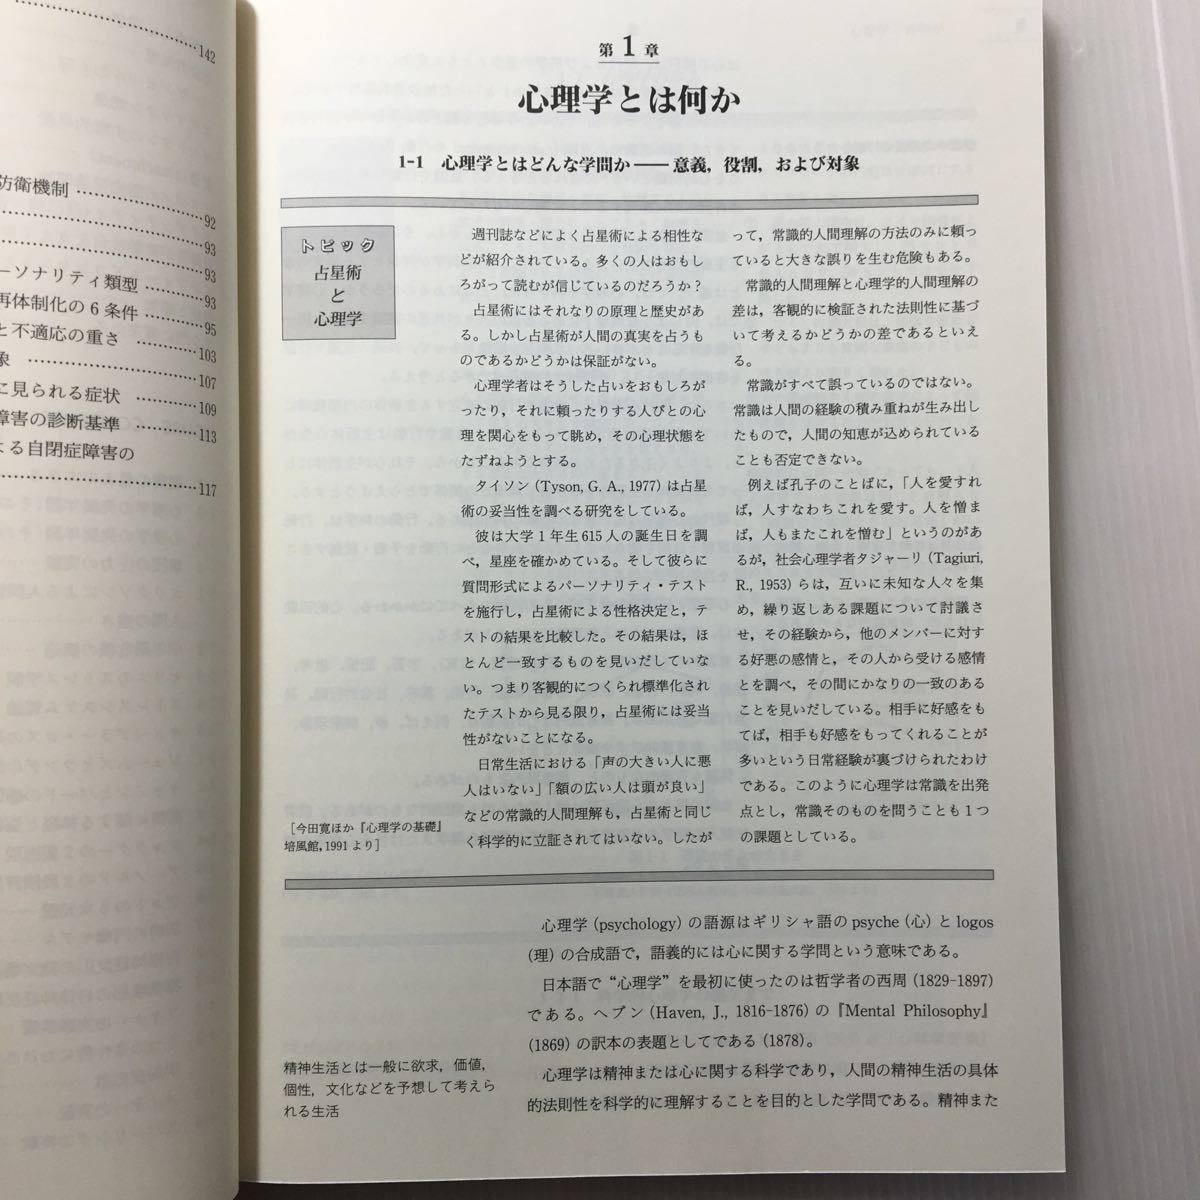 142
防衛機制 92
93
93
ーソナリティ類型 93
再体制化の6条件 95
と不適応の重さ 103
象 107
に見られる症状 109
障害の診断基準 113
よる自閉症障害の
117
第1章
心理学とは何か
1-1 心理学とはどんな学問か――意義，役割，および対象
トピック
占星術
と
心理学
週刊誌などによく占星術による相性な
どが紹介されている。多くの人はおもし
ろがって読むが信じているのだろうか？
占星術にはそれなりの原理と歴史があ
る。しかし占星術が人間の真実を占うも
のであるかどうかは保証がない。
心理学者はそうした占いをおもしろが
ったり，それに頼ったりする人びとの心
理を関心をもって眺め，その心理状態を
たずねようとする。
タイソン（Tyson, G. A., 1977）は占星
術の妥当性を調べる研究をしている。
彼は大学1年生615人の誕生日を調
べ，星座を確かめている。そして彼らに
質問形式によるパーソナリティ・テスト
を施行し，占星術による性格決定と，テ
ストの結果を比較した。その結果は，ほ
とんど一致するものを見いだしていな
い。つまり客観的につくられ標準化され
たテストから見る限り，占星術には妥当
性がないことになる。
日常生活における「声の大きい人に悪
人はいない」「額の広い人は頭が良い」
などの常識的人間理解も，占星術と同じ
く科学的に立証されてはいない。したが
って，常識的人間理解の方法のみに頼っ
ていると大きな誤りを生む危険もある。
常識的人間理解と心理学的人間理解の
差は，客観的に検証された法則性に基づ
いて考えるかどうかの差であるといえ
る。
常識がすべて誤っているのではない。
常識は人間の経験の積み重ねが生み出し
たもので，人間の知恵が込められている
ことも否定できない。
例えば孔子のことばに，「人を愛すれ
ば，人すなわちこれを愛す。人を憎ま
ば，人もまたこれを憎む」というのがあ
るが，社会心理学者タジャーリ（Tagiuri,
R., 1953）らは，互いに未知な人々を集
め，繰り返しある課題について討議さ
せ，その経験から，他のメンバーに対す
る好悪の感情と，その人から受ける感情
とを調べ，その間にかなりの一致のある
ことを見いだしている。相手に好感をも
てば，相手も好感をもってくれることが
多いという日常経験が裏づけられたわけ
である。このように心理学は常識を出発
点とし，常識そのものを問うことも1つ
の課題としている。
［今田寛ほか『心理学の基礎』
培風館，1991より］
心理学（psychology）の語源はギリシャ語のpsyche（心）とlogos
（理）の合成語で，語義的には心に関する学問という意味である。
日本語で“心理学”を最初に使ったのは哲学者の西周（1829-1897）
である。ヘブン（Haven, J., 1816-1876）の『Mental Philosophy』
（1869）の訳本の表題としてである（1878）。
心理学は精神または心に関する科学であり，人間の精神生活の具体
的法則性を科学的に理解することを目的とした学問である。精神また
精神生活とは一般に欲求，価値，
個性，文化などを予想して考えら
れる生活